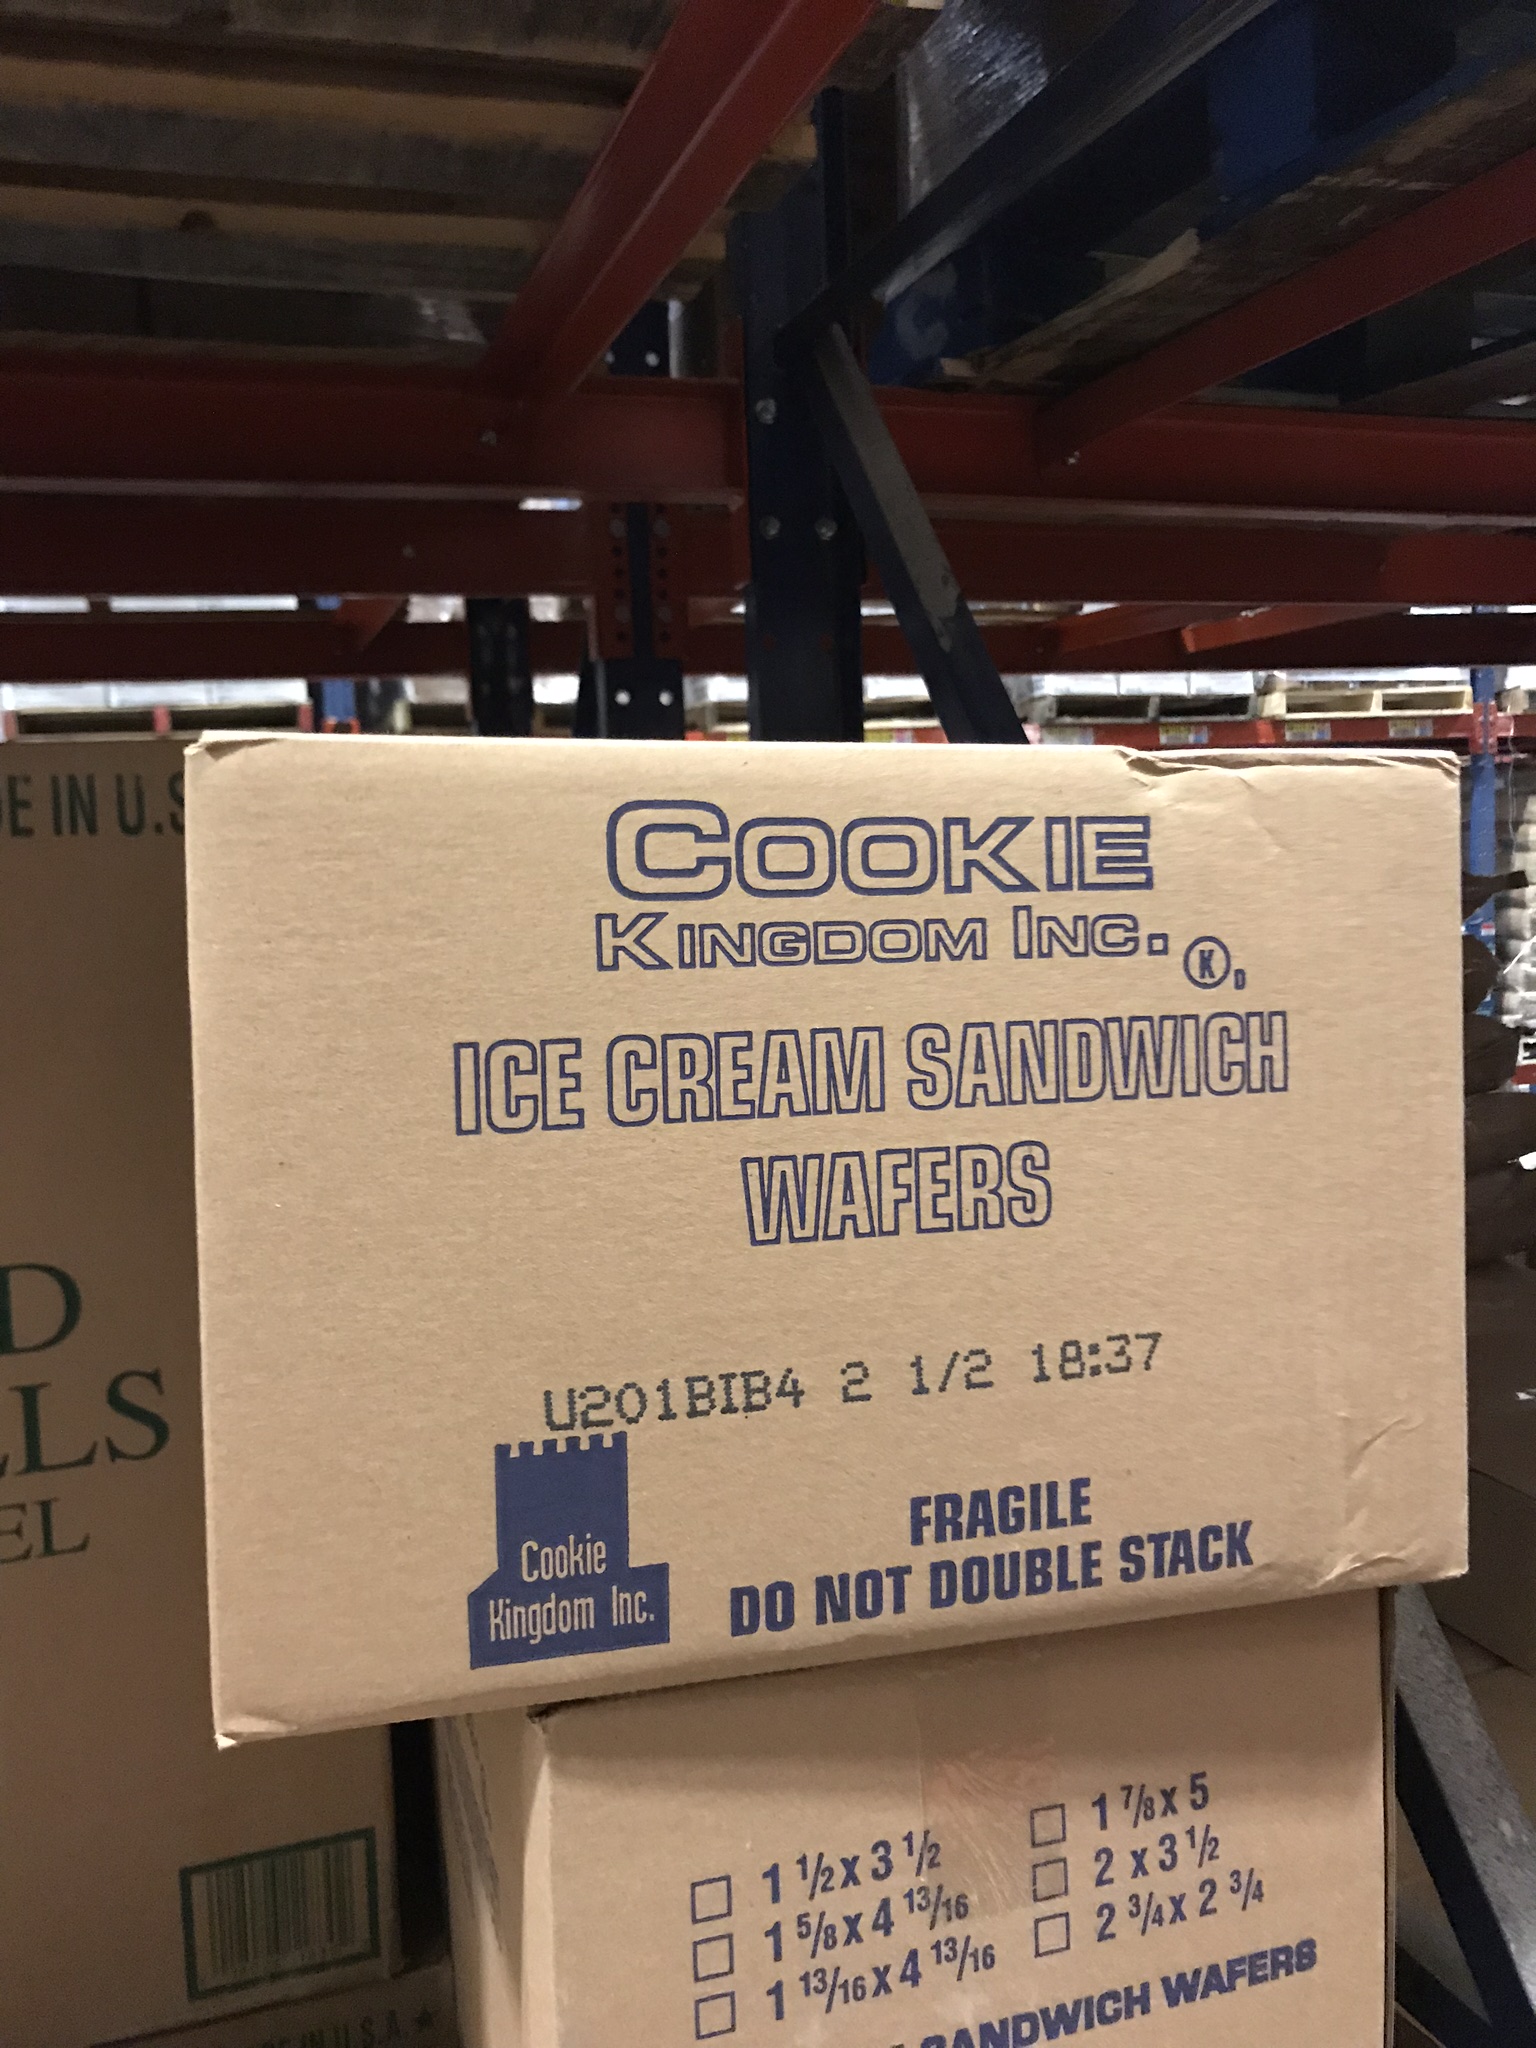 COOKIE
KINGDOM INC. Ⓚ,
ICE CREAM SANDWICH
WAFERS
U201BIB4 2 1/2 18:37
Cookie
Kingdom Inc.
FRAGILE
DO NOT DOUBLE STACK
1 1/2 X 3 1/2
1 5/8 X 4 13/16
1 13/16 X 4 13/16
1 7/8 X 5
2 X 3 1/2
2 3/4 X 2 3/4
SANDWICH WAFERS
IN U.S
D
LLS
EL
IN U.S.A.